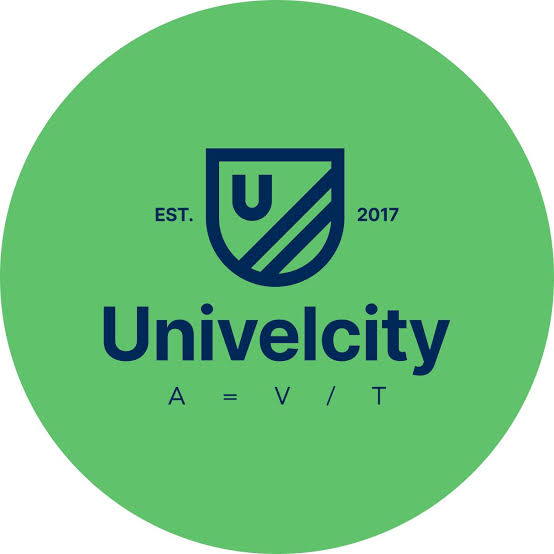 U
EST. 2017
Univelcity
A = V / T